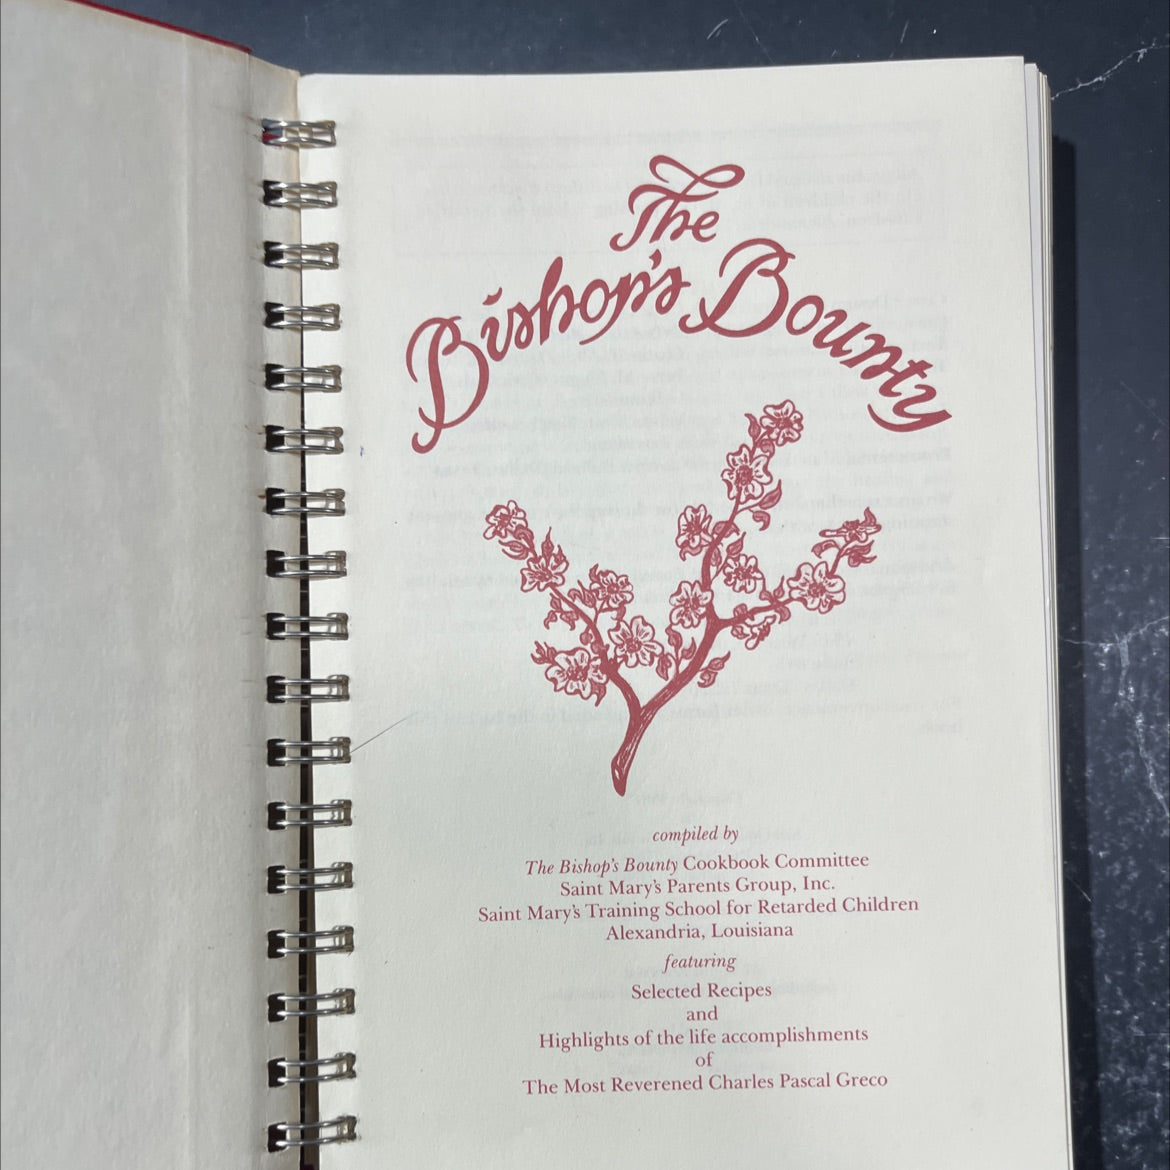 The
Bishop's Bounty
compiled by
The Bishop's Bounty Cookbook Committee
Saint Mary's Parents Group, Inc.
Saint Mary's Training School for Retarded Children
Alexandria, Louisiana
featuring
Selected Recipes
and
Highlights of the life accomplishments
of
The Most Reverened Charles Pascal Greco